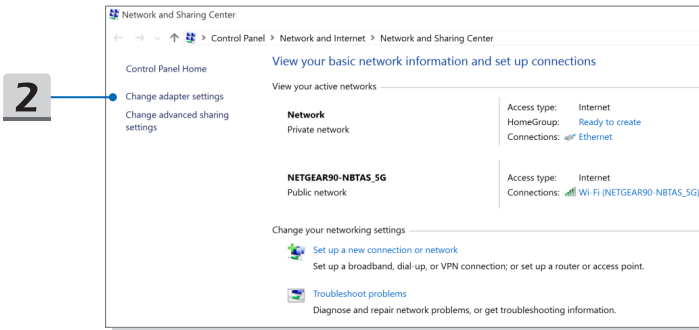 Network and Sharing Center
Control Panel > Network and Internet > Network and Sharing Center
Control Panel Home
2
Change adapter settings
Change advanced sharing
settings
View your basic network information and set up connections
View your active networks
Network
Private network
Access type: Internet
HomeGroup: Ready to create
Connections: Ethernet
NETGEAR90-NBTAS_5G
Public network
Access type: Internet
Connections: Wi-Fi (NETGEAR90-NBTAS_5G)
Change your networking settings
Set up a new connection or network
Set up a broadband, dial-up, or VPN connection; or set up a router or access point.
Troubleshoot problems
Diagnose and repair network problems, or get troubleshooting information.